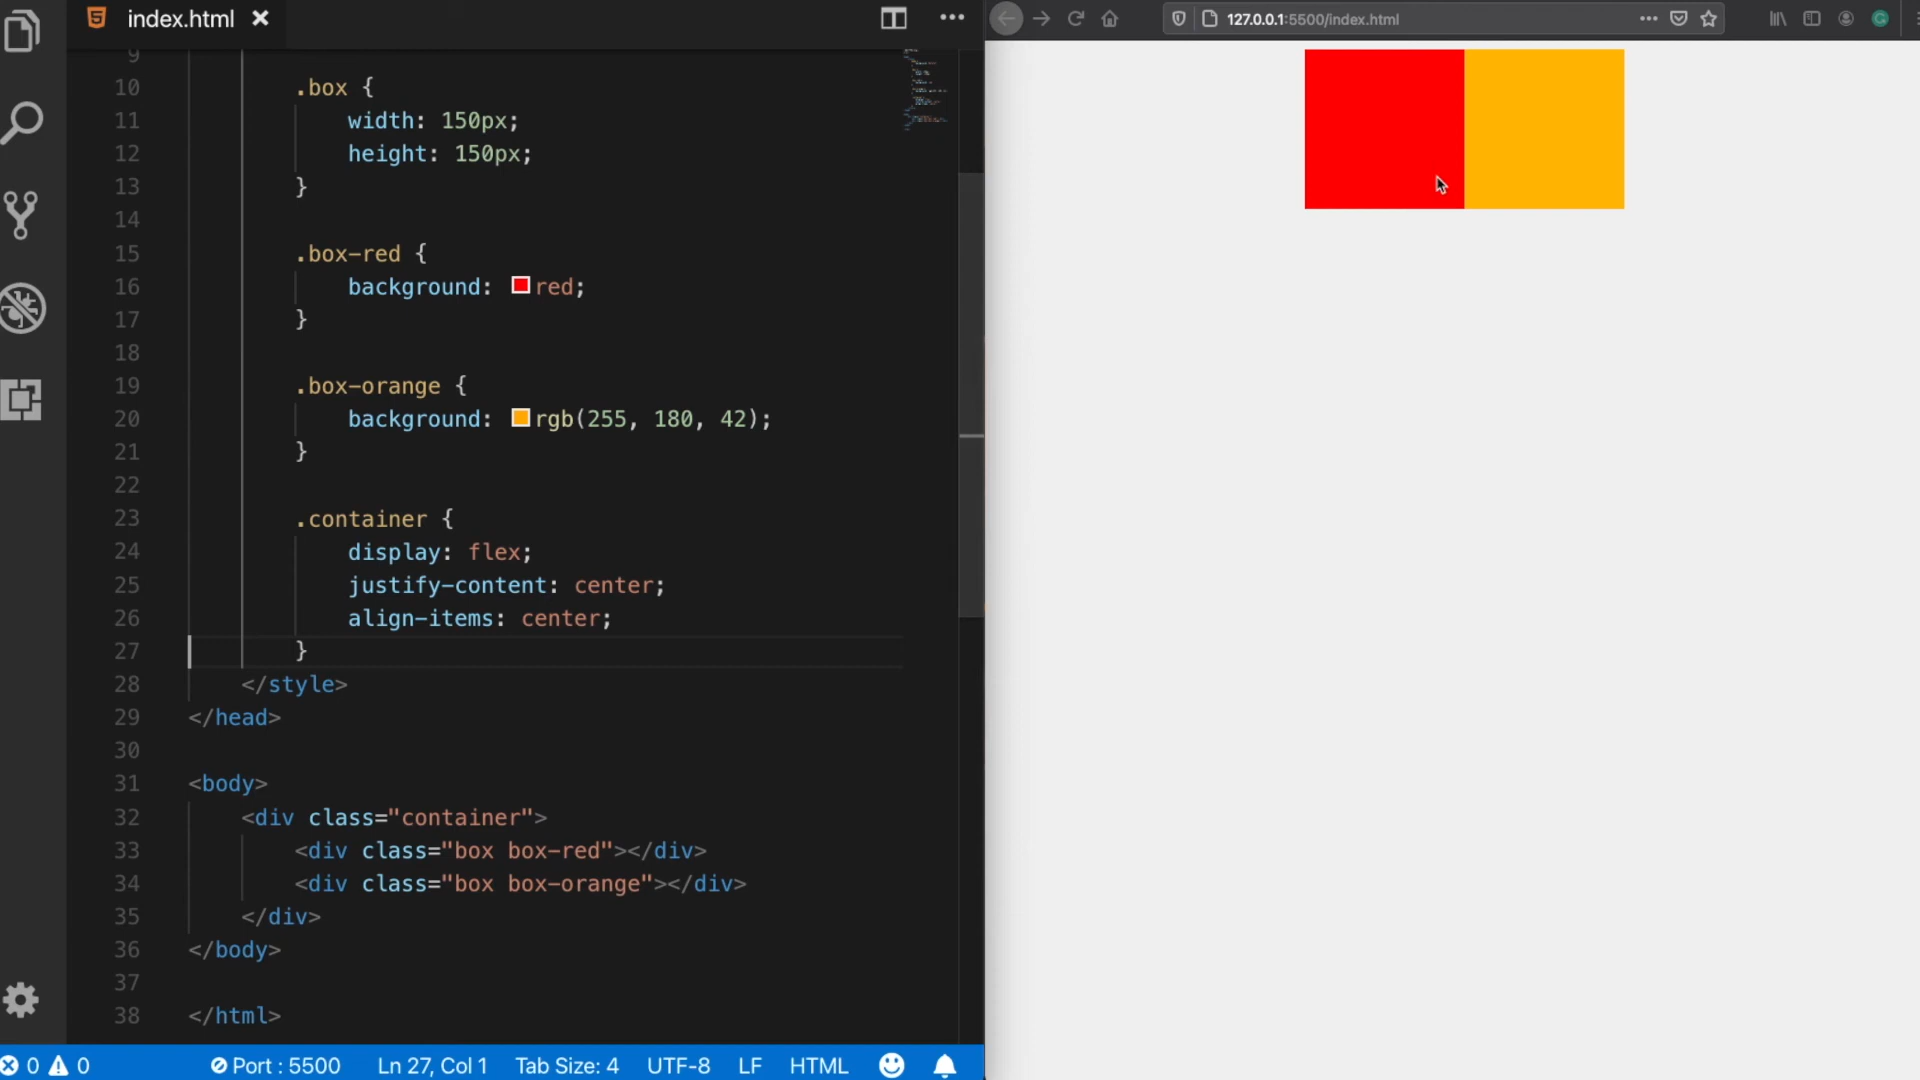 index.html
127.0.0.1:5500/index.html
9
10 .box {
11 width: 150px;
12 height: 150px;
13 }
14
15 .box-red {
16 background: red;
17 }
18
19 .box-orange {
20 background: rgb(255, 180, 42);
21 }
22
23 .container {
24 display: flex;
25 justify-content: center;
26 align-items: center;
27 }
28 </style>
29 </head>
30
31 <body>
32 <div class="container">
33 <div class="box box-red"></div>
34 <div class="box box-orange"></div>
35 </div>
36 </body>
37
38 </html>
0 0 Port : 5500 Ln 27, Col 1 Tab Size: 4 UTF-8 LF HTML